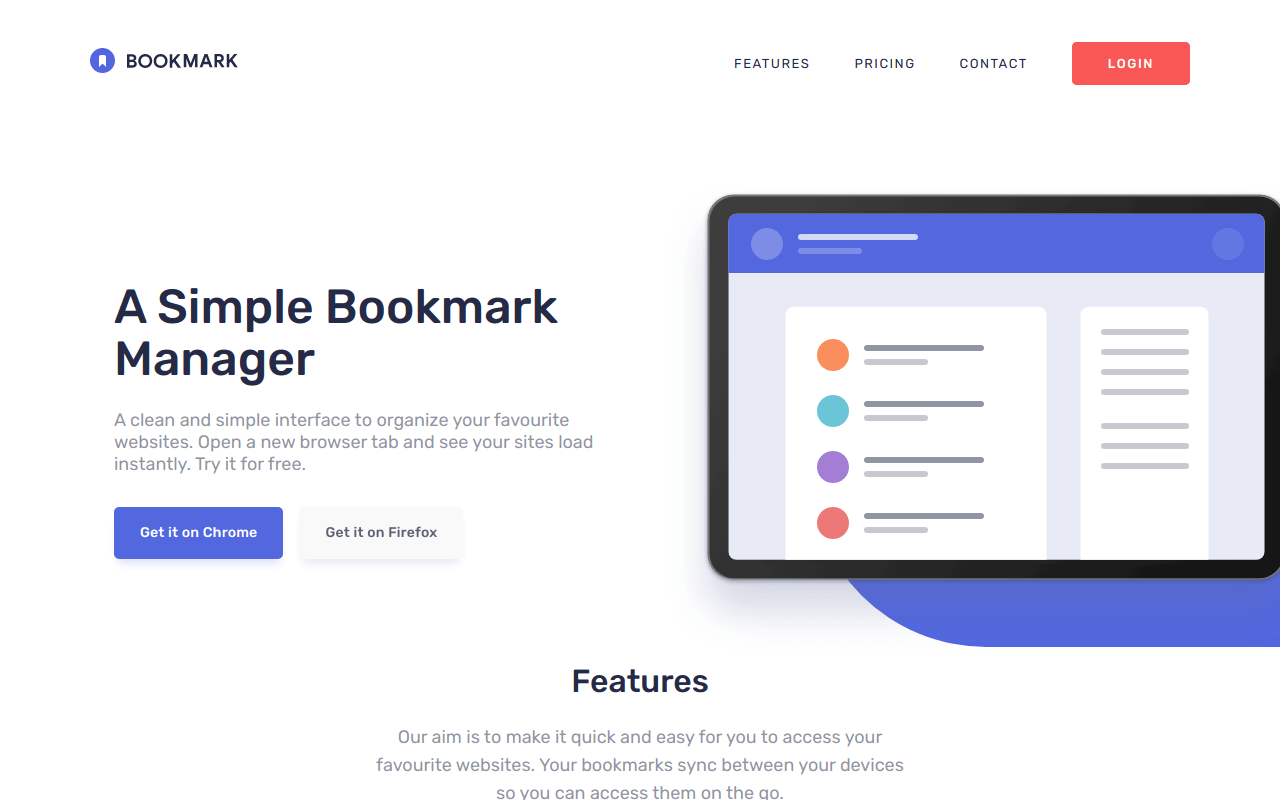 BOOKMARK
FEATURES
PRICING
CONTACT
LOGIN
A Simple Bookmark
Manager
A clean and simple interface to organize your favourite
websites. Open a new browser tab and see your sites load
instantly. Try it for free.
Get it on Chrome
Get it on Firefox
Features
Our aim is to make it quick and easy for you to access your
favourite websites. Your bookmarks sync between your devices
so you can access them on the go.